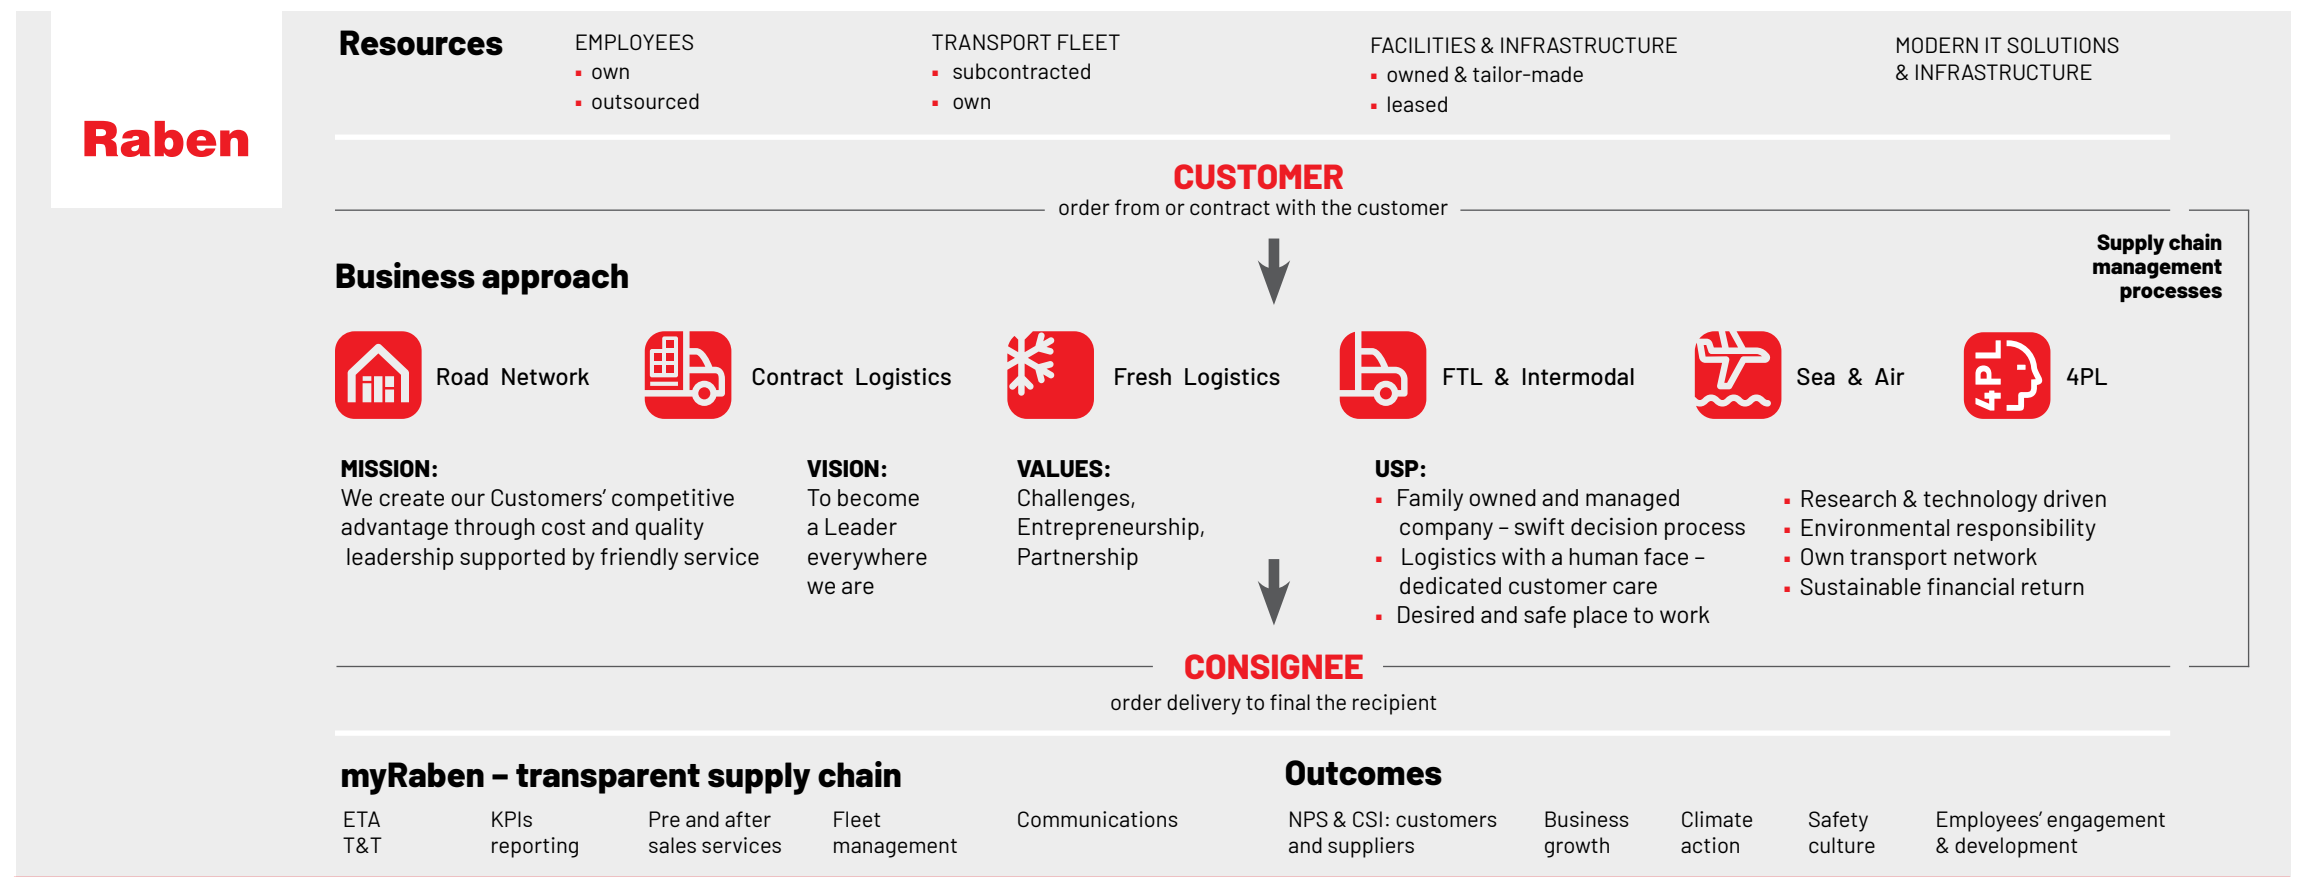 Raben
Resources
EMPLOYEES
▪ own
▪ outsourced
TRANSPORT FLEET
▪ subcontracted
▪ own
FACILITIES & INFRASTRUCTURE
▪ owned & tailor-made
▪ leased
MODERN IT SOLUTIONS
& INFRASTRUCTURE
CUSTOMER
order from or contract with the customer
Supply chain
management
processes
Business approach
Road Network
Contract Logistics
Fresh Logistics
FTL & Intermodal
Sea & Air
4PL
4PL
MISSION:
We create our Customers’ competitive
advantage through cost and quality
leadership supported by friendly service
VISION:
To become
a Leader
everywhere
we are
VALUES:
Challenges,
Entrepreneurship,
Partnership
USP:
▪ Family owned and managed
company – swift decision process
▪ Logistics with a human face –
dedicated customer care
▪ Desired and safe place to work
▪ Research & technology driven
▪ Environmental responsibility
▪ Own transport network
▪ Sustainable financial return
CONSIGNEE
order delivery to final the recipient
myRaben – transparent supply chain
ETA
T&T
KPIs
reporting
Pre and after
sales services
Fleet
management
Communications
Outcomes
NPS & CSI: customers
and suppliers
Business
growth
Climate
action
Safety
culture
Employees’ engagement
& development